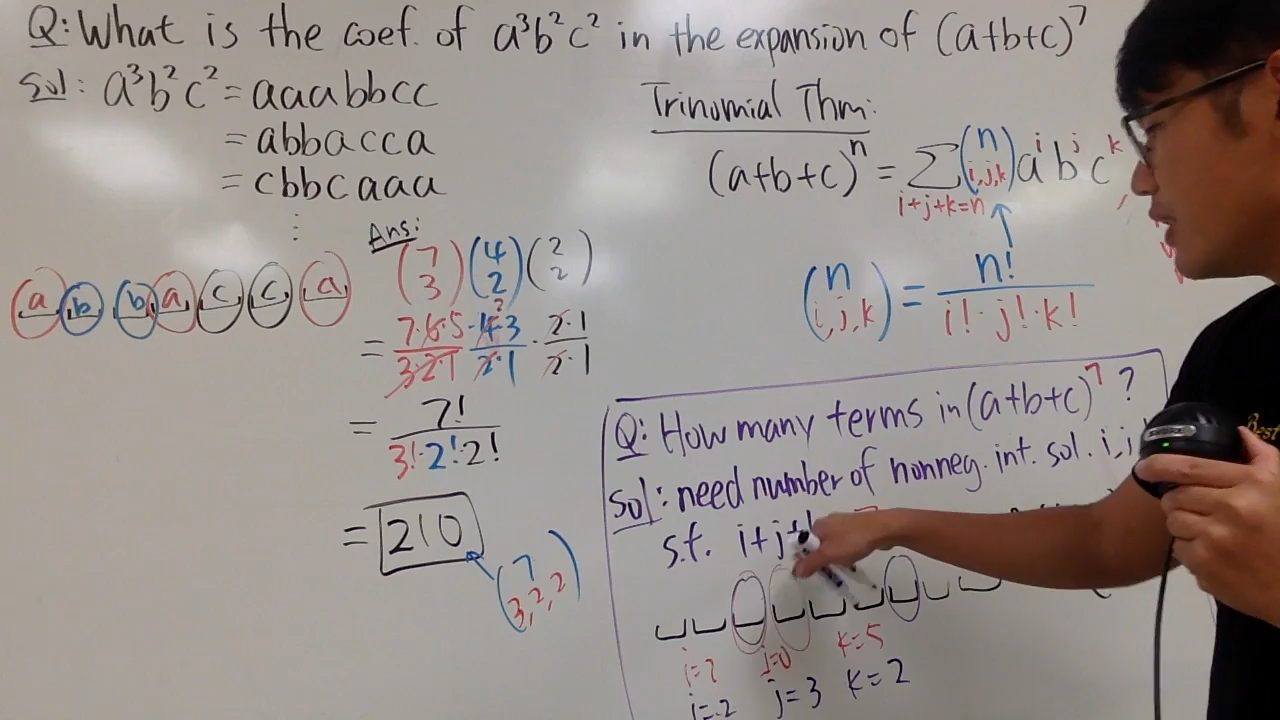 Q: What is the coef. of a³b²c² in the expansion of (a+b+c)⁷
Sol: a³b²c² = aaabbcc
= abbacca
= cbbcaaa
⋮
a b b a c c a
Ans:
(7 3)(4 2)(2 2)
= 7·6·5/3·2·1 · 4·3/2·1 · 2·1/2·1
= 7!/3!·2!·2!
= 210
(7 3,2,2)
Trinomial Thm:
(a+b+c)ⁿ = Σ (n i,j,k) aⁱ bʲ cᵏ
i+j+k=n
(n i,j,k) = n!/i!·j!·k!
Q: How many terms in (a+b+c)⁷ ?
Sol: need number of nonneg. int. sol. i,j
s.t. i+j+
j=0 k=5
i=2 j=3 k=2